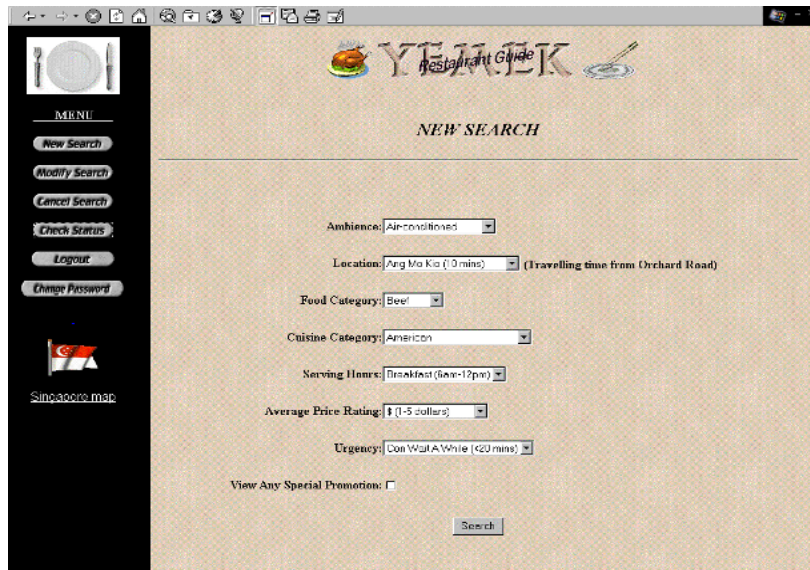 YEMEK
Restaurant Guide
MENU
New Search
Modify Search
Cancel Search
Check Status
Logout
Change Password
Singapore map
NEW SEARCH
Ambience: Air-conditioned
Location: Ang Mo Kio (10 mins) (Travelling time from Orchard Road)
Food Category: Beef
Cuisine Category: American
Serving Hours: Breakfast (6am-12pm)
Average Price Rating: $ (1-5 dollars)
Urgency: Can Wait A While (<20 mins)
View Any Special Promotion:
Search